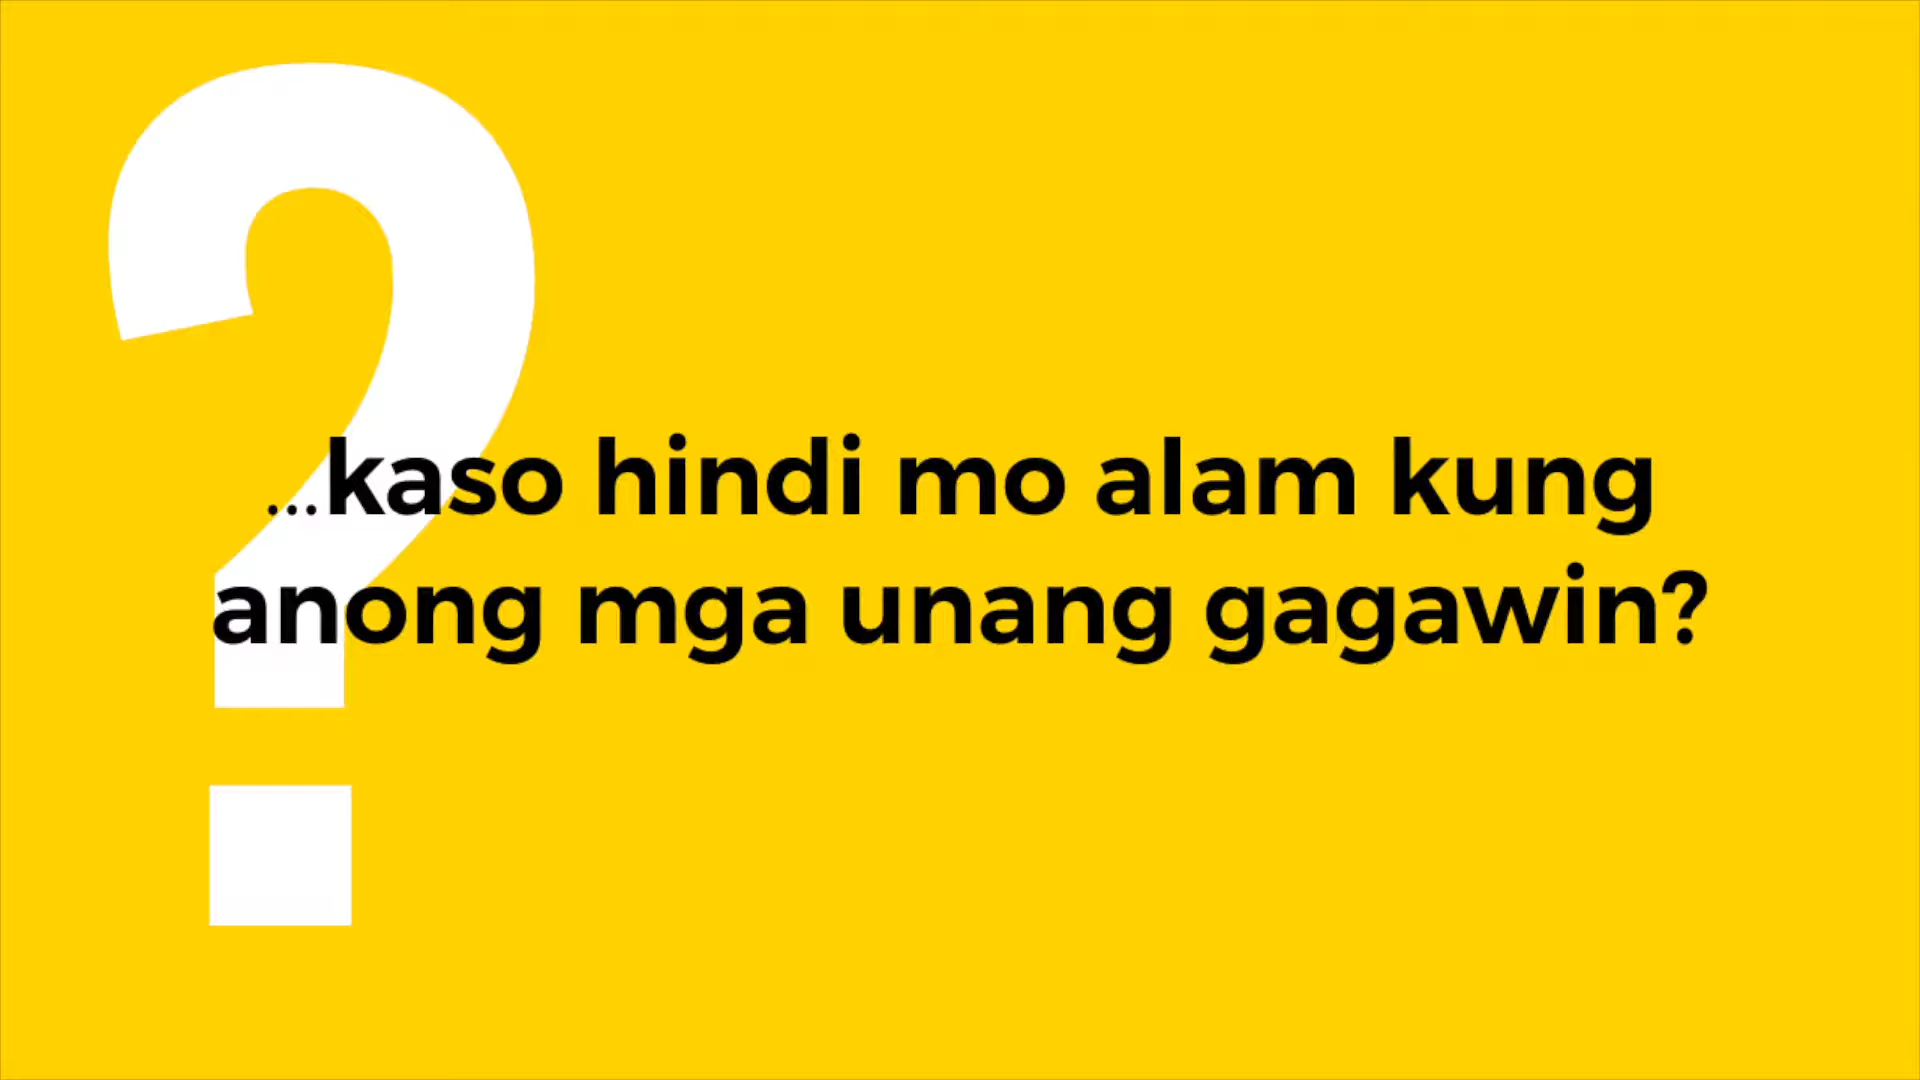 ?
...kaso hindi mo alam kung
anong mga unang gagawin?